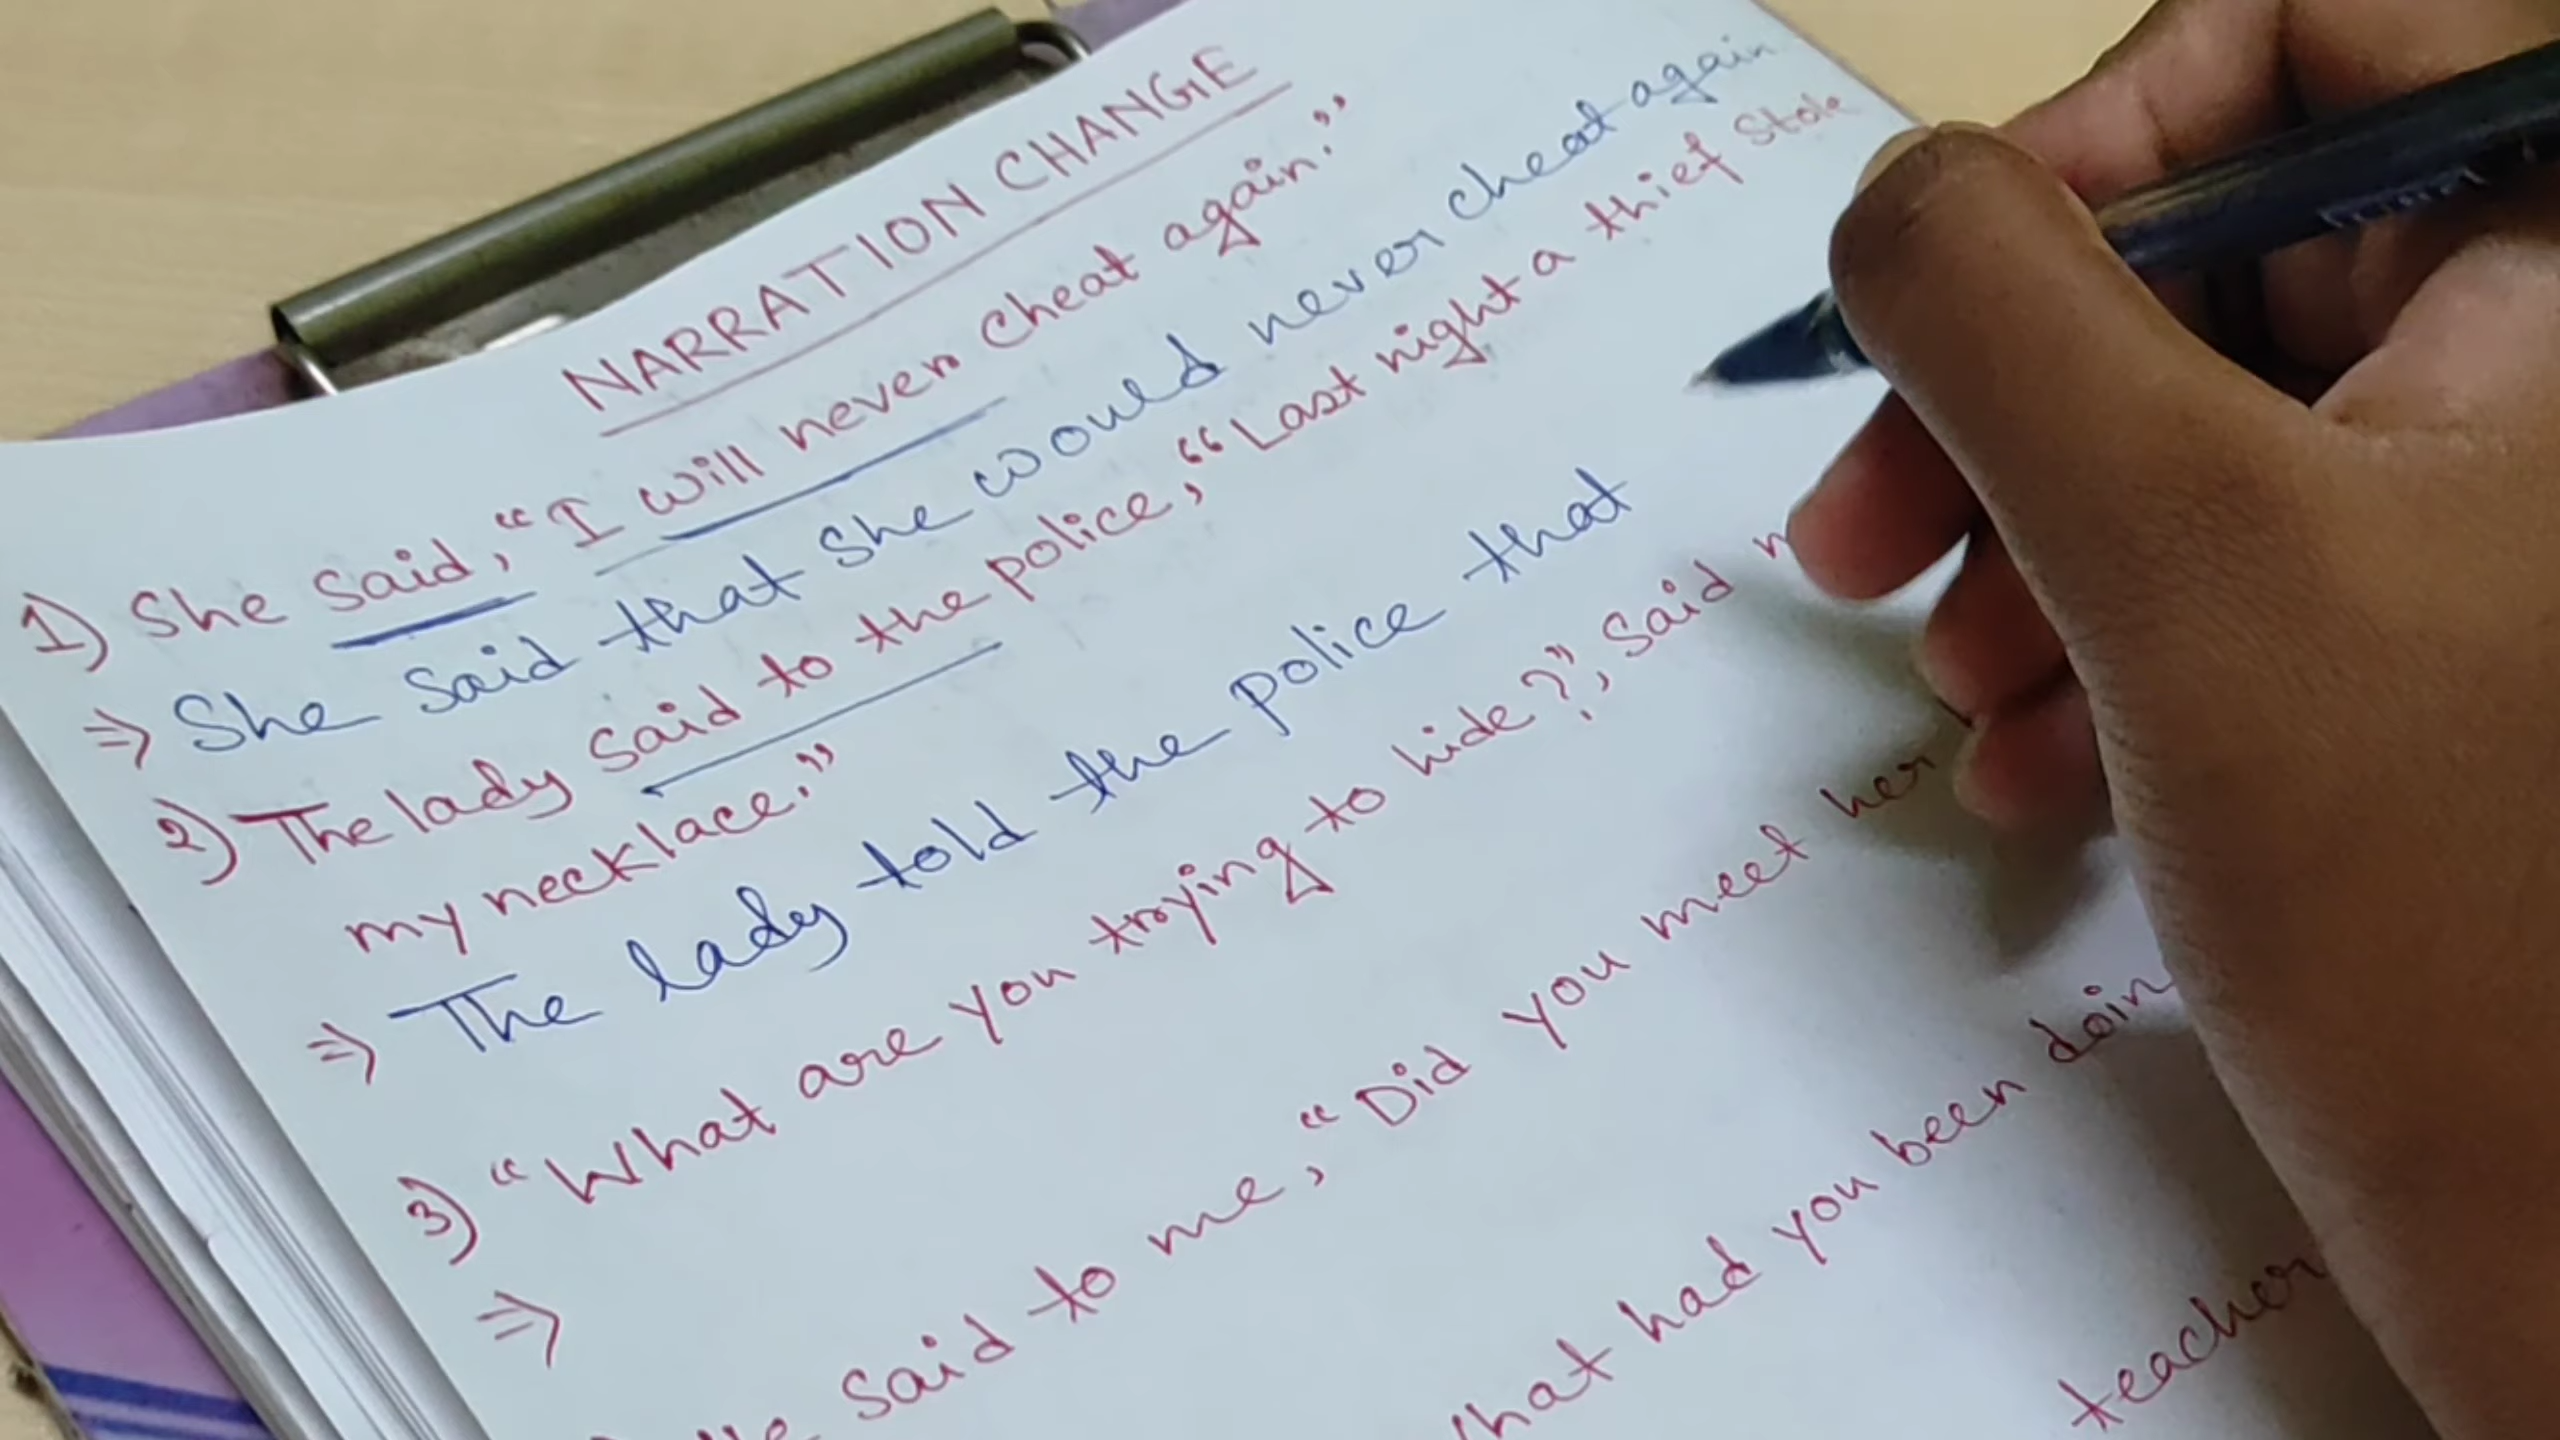 NARRATION CHANGE
1) She said, "I will never cheat again."
=> She said that she would never cheat again
2) The lady said to the police, "Last night a thief stole
my necklace."
=> The lady told the police that
3) "What are you trying to hide?", said
=>
said to me, "Did you meet her
had you been
teacher